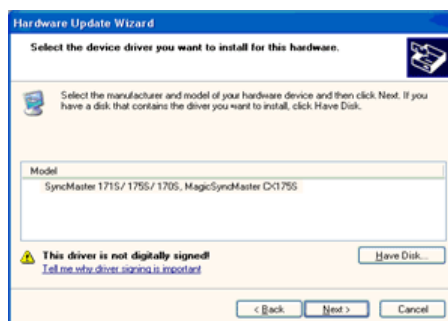 Hardware Update Wizard
Select the device driver you want to install for this hardware.
Select the manufacturer and model of your hardware device and then click Next. If you
have a disk that contains the driver you want to install, click Have Disk.
Model
SyncMaster 171S/ 175S/ 170S, MagicSyncMaster CX175S
This driver is not digitally signed!
Have Disk...
Tell me why driver signing is important
< Back
Next >
Cancel